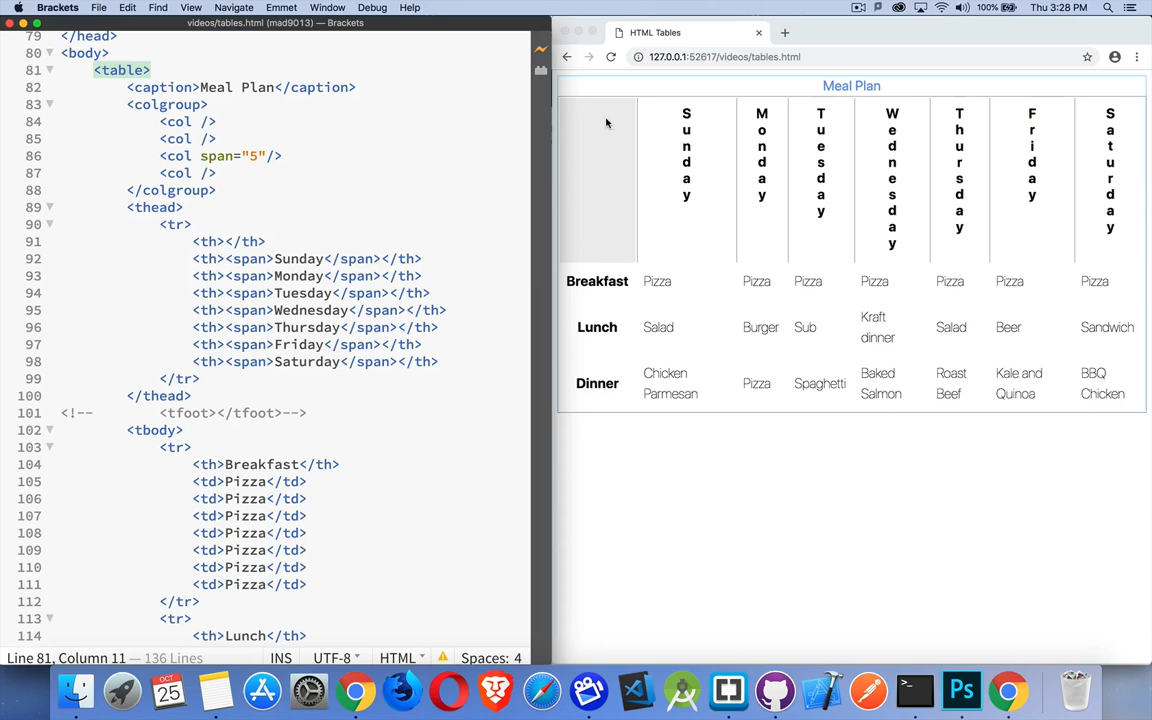 Brackets File Edit Find View Navigate Emmet Window Debug Help 100% Thu 3:28 PM
videos/tables.html (mad9013) — Brackets
79 </head>
80 <body>
81 <table>
82 <caption>Meal Plan</caption>
83 <colgroup>
84 <col />
85 <col />
86 <col span="5"/>
87 <col />
88 </colgroup>
89 <thead>
90 <tr>
91 <th></th>
92 <th><span>Sunday</span></th>
93 <th><span>Monday</span></th>
94 <th><span>Tuesday</span></th>
95 <th><span>Wednesday</span></th>
96 <th><span>Thursday</span></th>
97 <th><span>Friday</span></th>
98 <th><span>Saturday</span></th>
99 </tr>
100 </thead>
101 <!-- <tfoot></tfoot>-->
102 <tbody>
103 <tr>
104 <th>Breakfast</th>
105 <td>Pizza</td>
106 <td>Pizza</td>
107 <td>Pizza</td>
108 <td>Pizza</td>
109 <td>Pizza</td>
110 <td>Pizza</td>
111 <td>Pizza</td>
112 </tr>
113 <tr>
114 <th>Lunch</th>
Line 81, Column 11 — 136 Lines INS UTF-8 HTML Spaces: 4
HTML Tables
127.0.0.1:52617/videos/tables.html
Meal Plan
Sunday Monday Tuesday Wednesday Thursday Friday Saturday
Breakfast Pizza Pizza Pizza Pizza Pizza Pizza Pizza
Lunch Salad Burger Sub Kraft dinner Salad Beer Sandwich
Dinner Chicken Parmesan Pizza Spaghetti Baked Salmon Roast Beef Kale and Quinoa BBQ Chicken
OCT
25
Ps